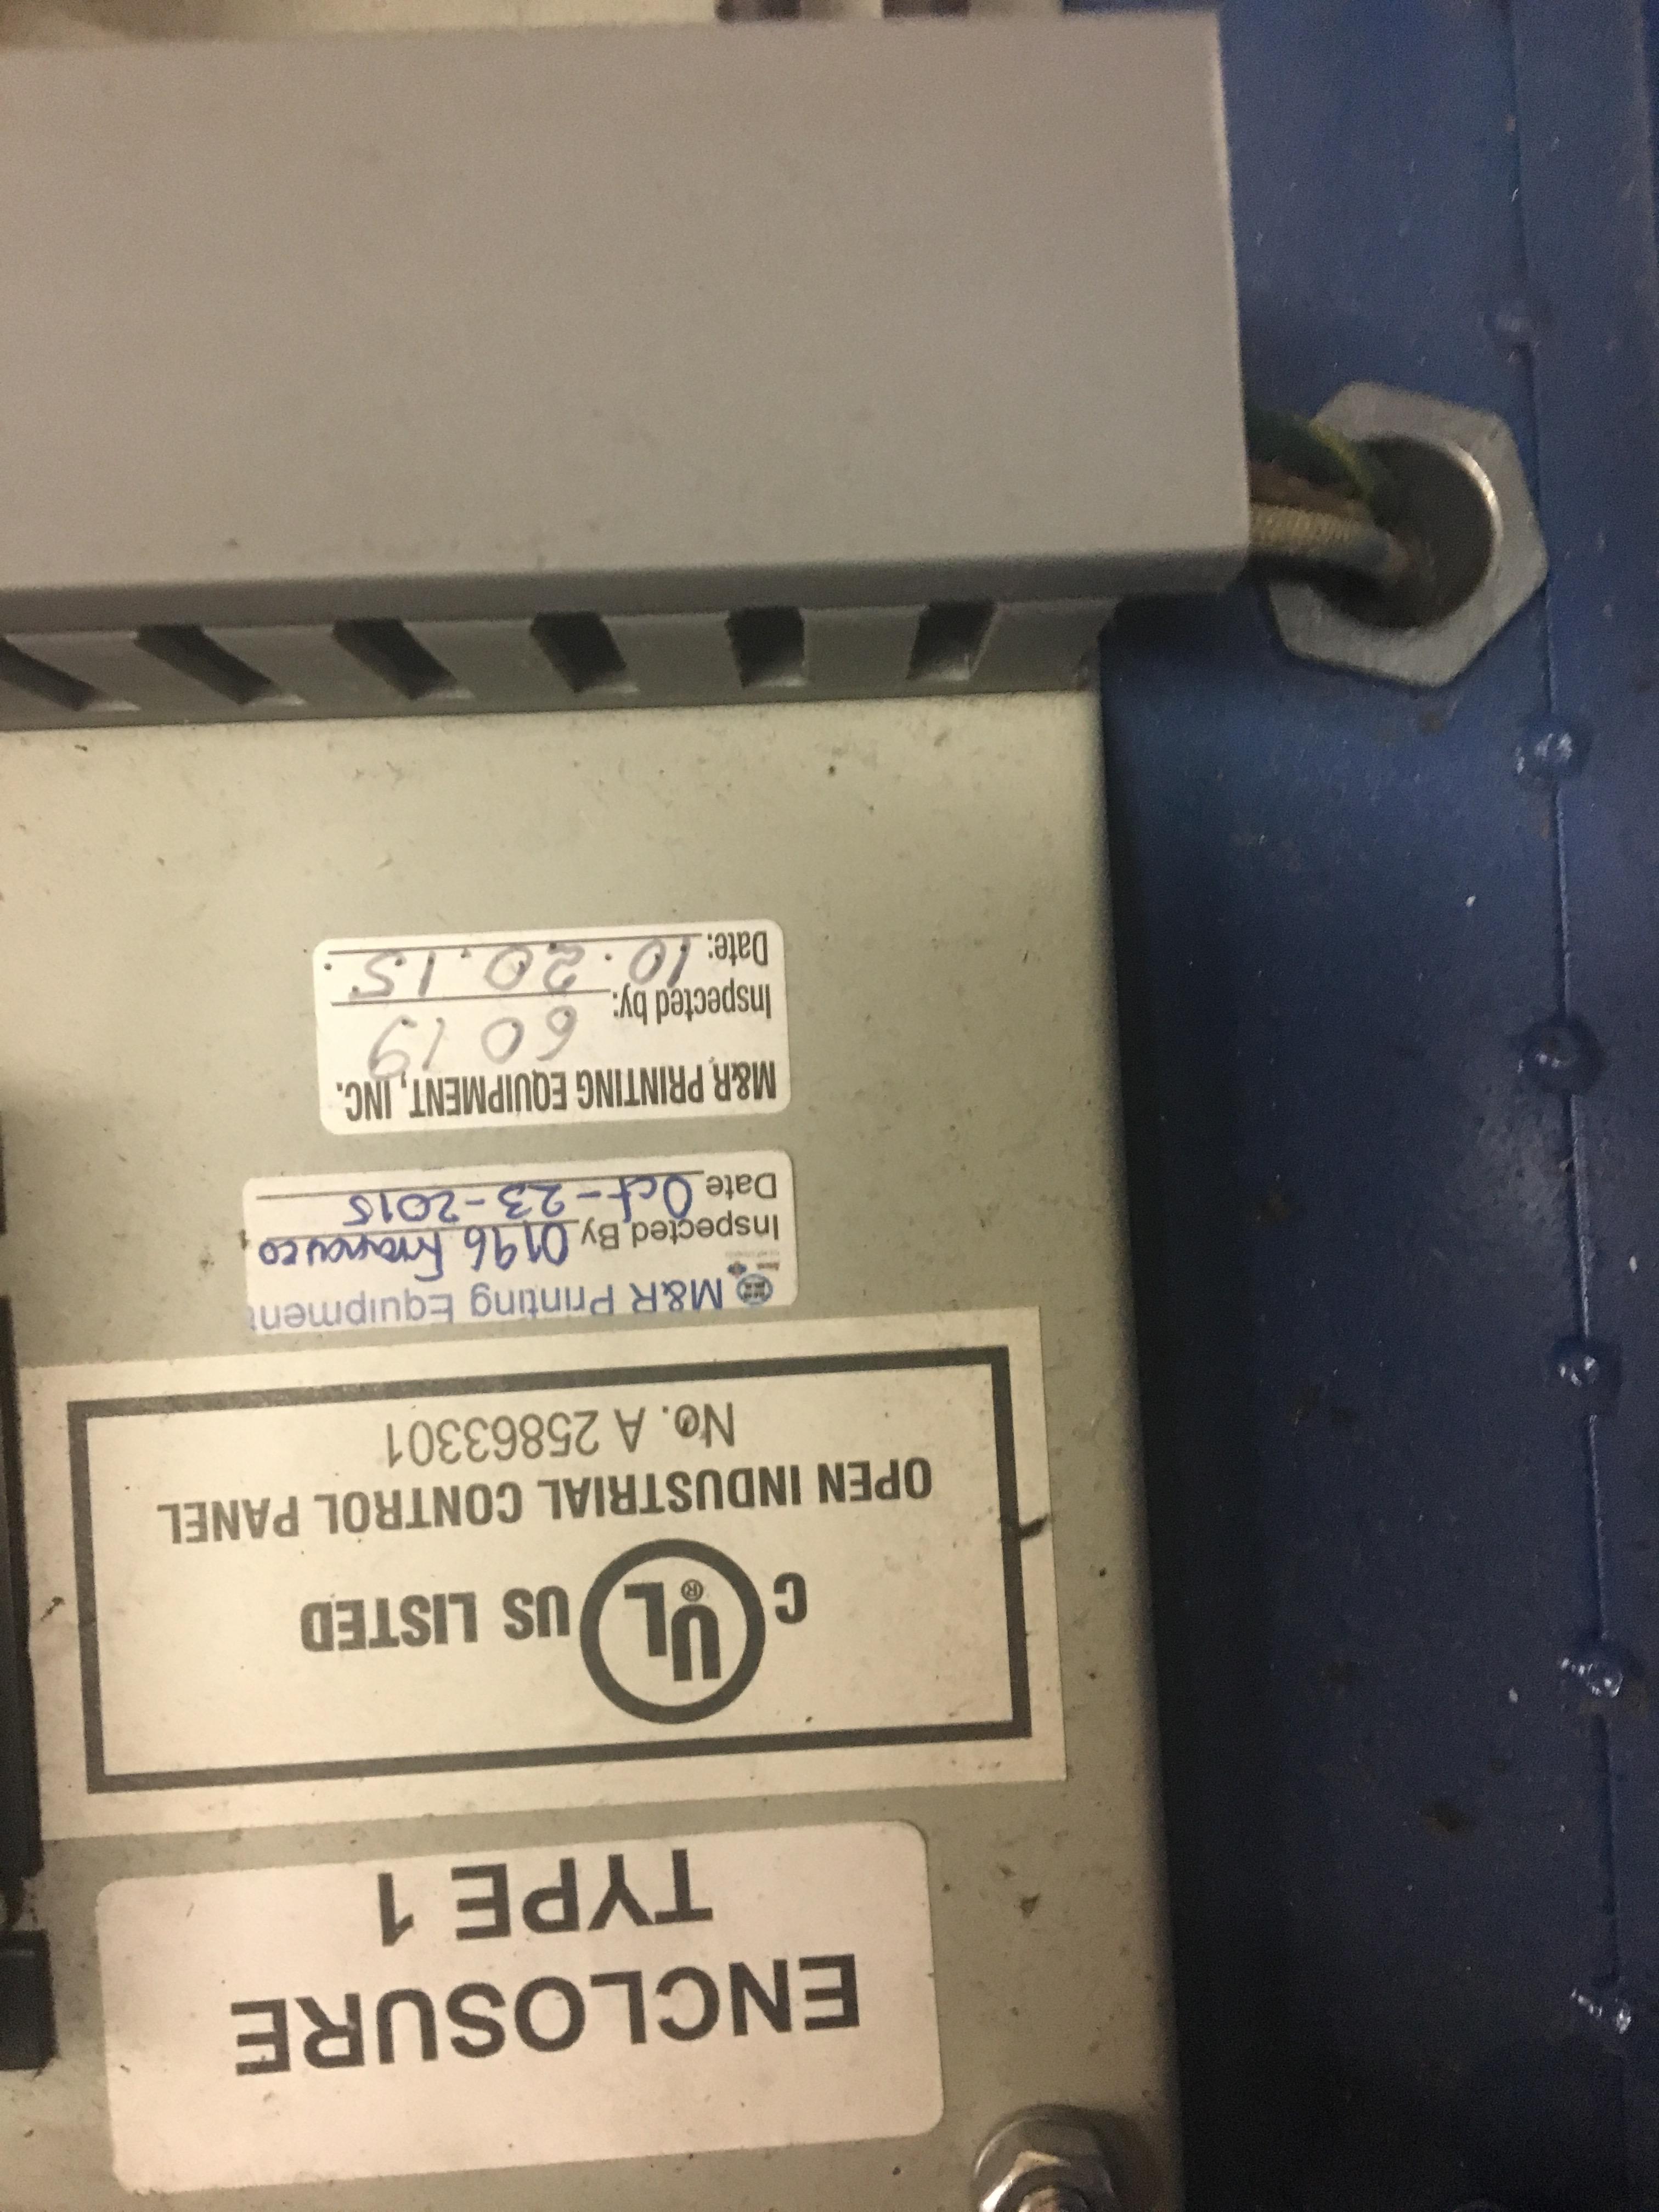 ENCLOSURE
TYPE 1
C UL® US LISTED
OPEN INDUSTRIAL CONTROL PANEL
No. A 25863301
M&R Printing Equipment
Inspected By 0196 Francisco
Date Oct-23-2015
M&R PRINTING EQUIPMENT, INC.
Inspected by: 6019
Date: 10.20.15